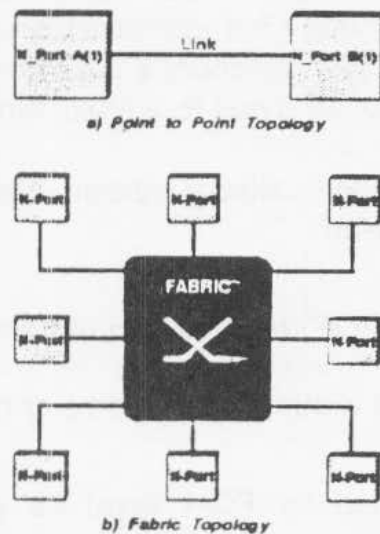 N_Port A(1) Link N_Port B(1)
a) Point to Point Topology
N-Port N-Port N-Port
FABRIC
N-Port N-Port
N-Port N-Port N-Port
b) Fabric Topology